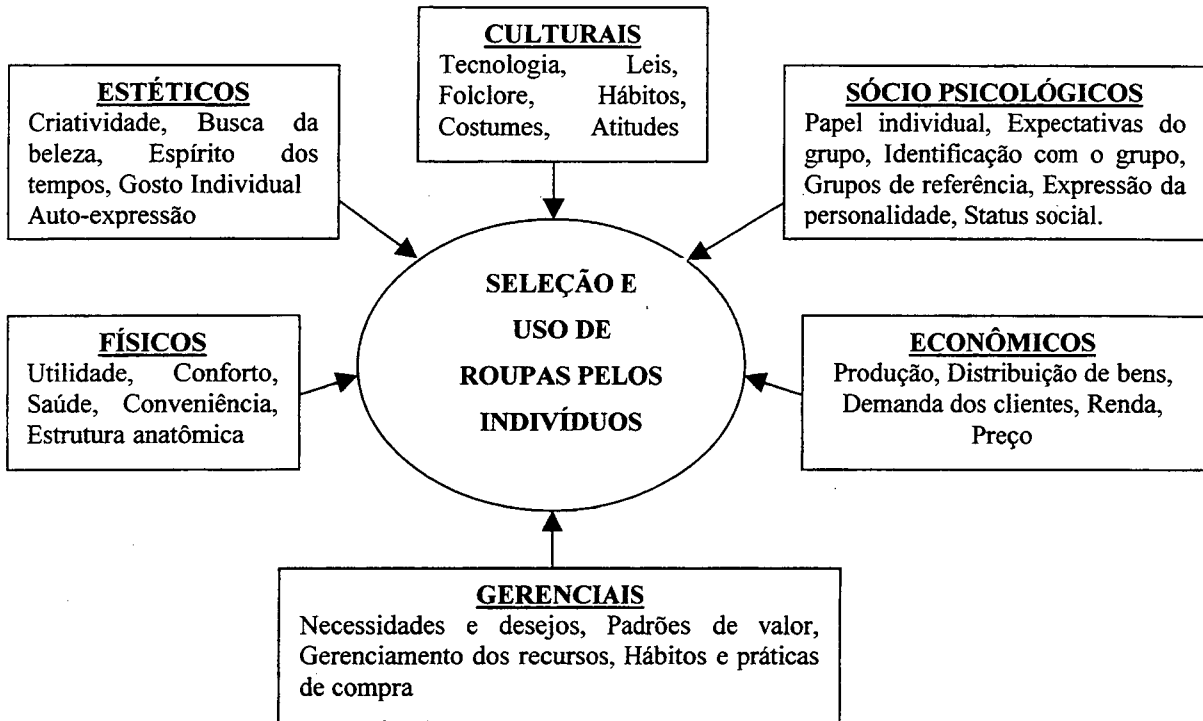 CULTURAIS
Tecnologia, Leis,
Folclore, Hábitos,
Costumes, Atitudes
ESTÉTICOS
Criatividade, Busca da
beleza, Espírito dos
tempos, Gosto Individual
Auto-expressão
SÓCIO PSICOLÓGICOS
Papel individual, Expectativas do
grupo, Identificação com o grupo,
Grupos de referência, Expressão da
personalidade, Status social.
SELEÇÃO E
USO DE
ROUPAS PELOS
INDIVÍDUOS
FÍSICOS
Utilidade, Conforto,
Saúde, Conveniência,
Estrutura anatômica
ECONÔMICOS
Produção, Distribuição de bens,
Demanda dos clientes, Renda,
Preço
GERENCIAIS
Necessidades e desejos, Padrões de valor,
Gerenciamento dos recursos, Hábitos e práticas
de compra